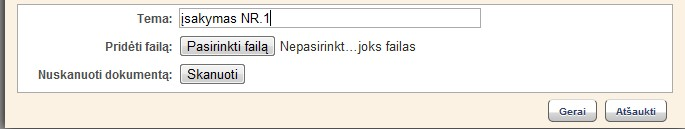 Tema: įsakymas NR.1
Pridėti failą: Pasirinkti failą Nepasirinkt…joks failas
Nuskanuoti dokumentą: Skanuoti
Gerai Atšaukti